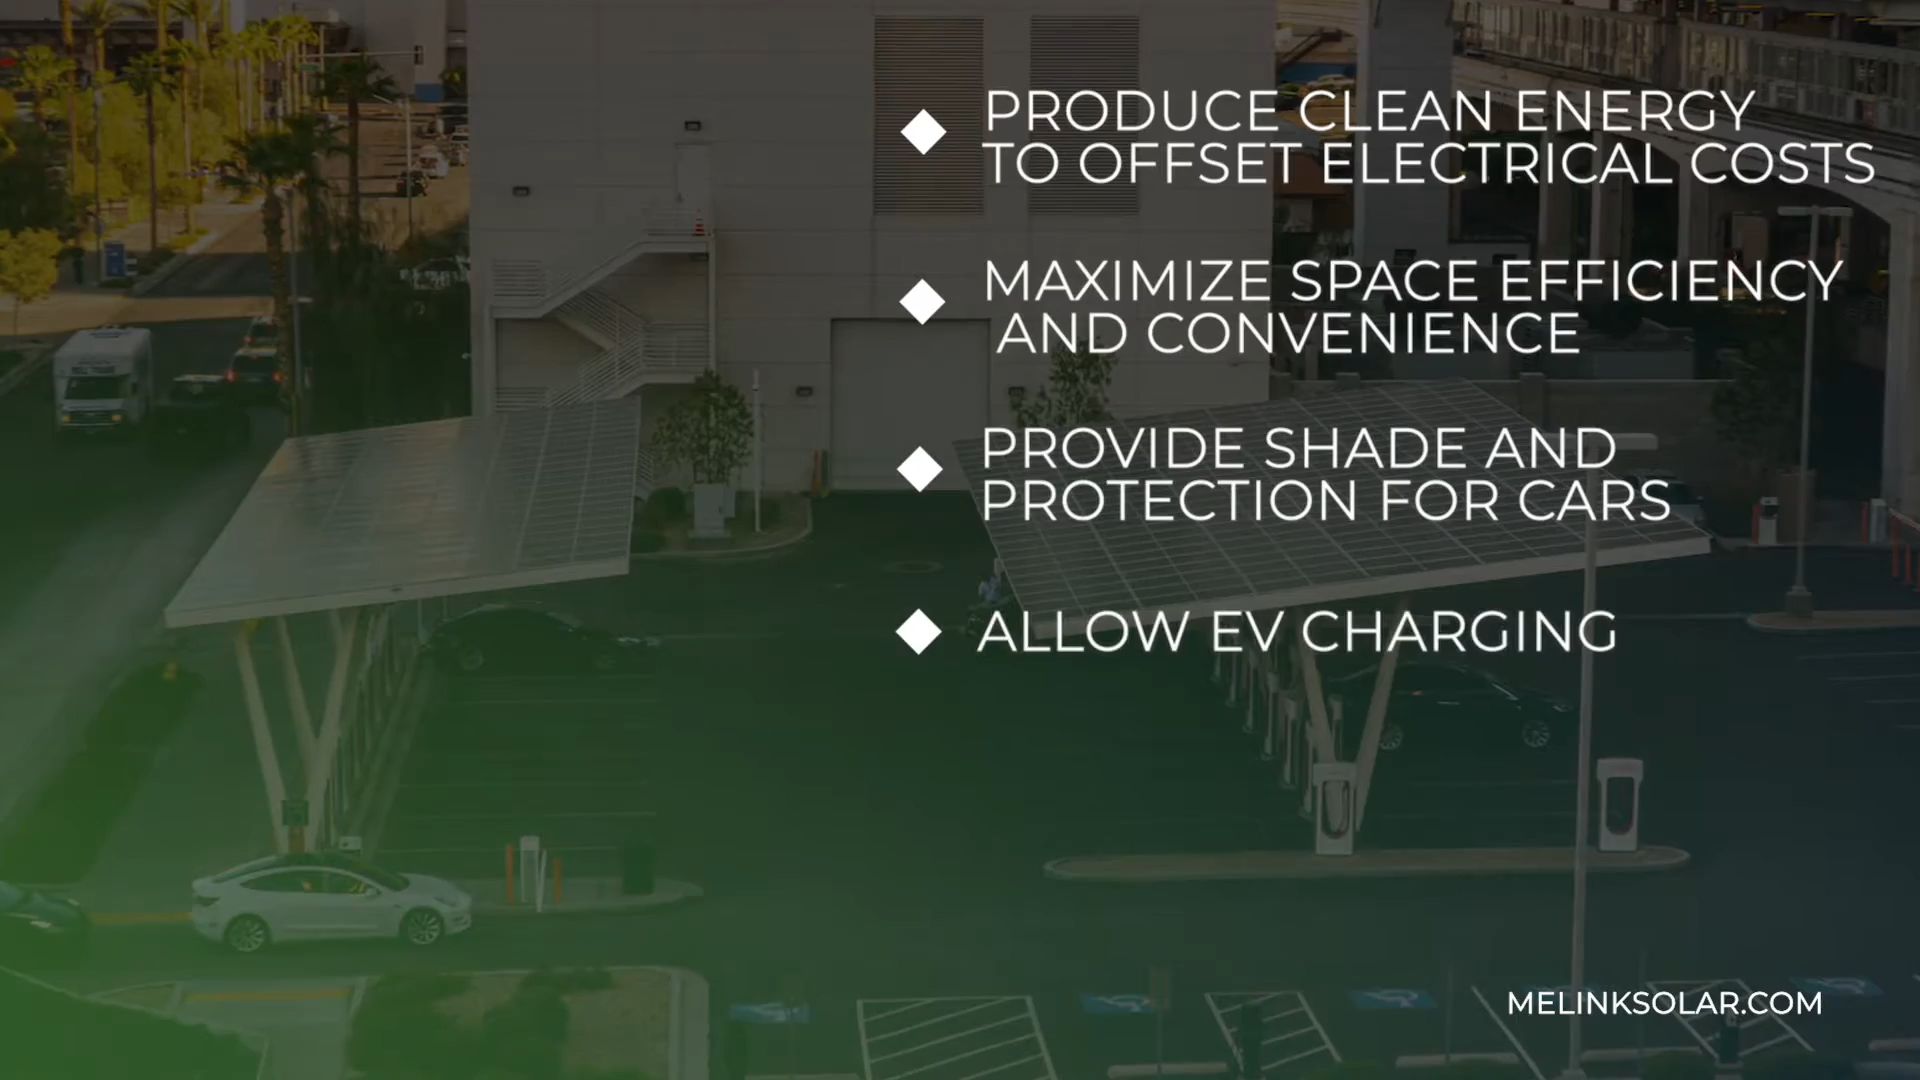 PRODUCE CLEAN ENERGY
TO OFFSET ELECTRICAL COSTS
MAXIMIZE SPACE EFFICIENCY
AND CONVENIENCE
PROVIDE SHADE AND
PROTECTION FOR CARS
ALLOW EV CHARGING
MELINKSOLAR.COM